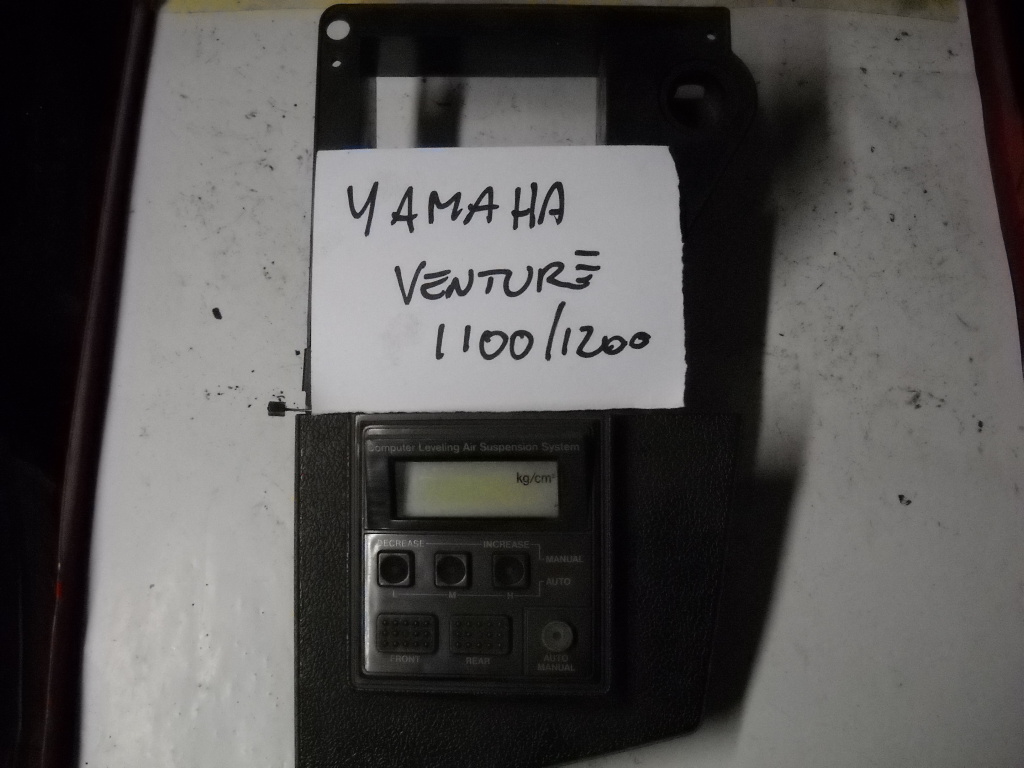 YAMAHA
VENTURE
1100/1200
Computer Leveling Air Suspension System
kg/cm²
DECREASE INCREASE
MANUAL
AUTO
L M H
FRONT REAR
AUTO
MANUAL